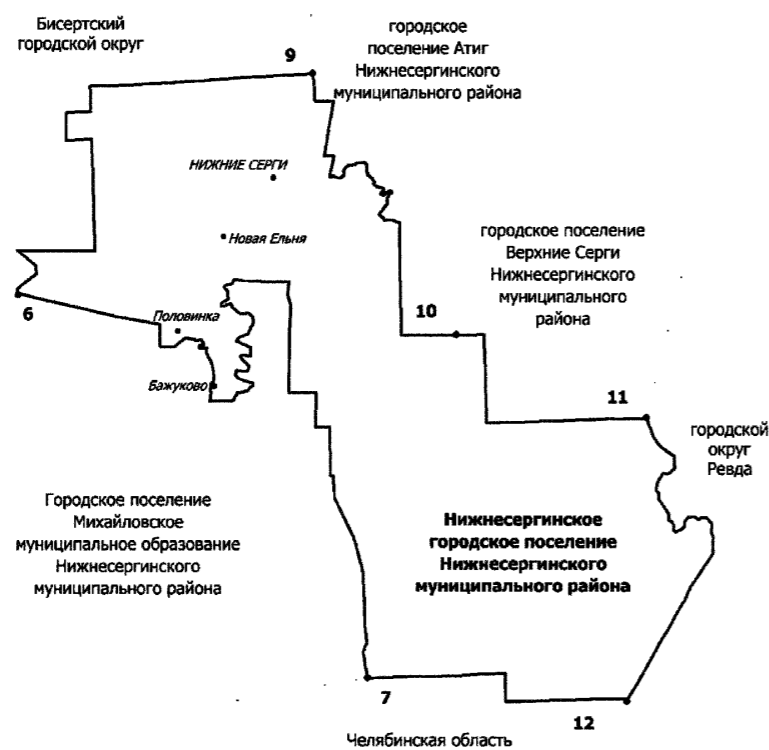 Бисертский
городской округ
городское
поселение Атиг
Нижнесергинского
муниципального района
9
НИЖНИЕ СЕРГИ
Новая Ельня
городское поселение
Верхние Серги
Нижнесергинского
муниципального
района
6
Половинка
10
Бажуково
11
городской
округ
Ревда
Городское поселение
Михайловское
муниципальное образование
Нижнесергинского
муниципального района
Нижнесергинское
городское поселение
Нижнесергинского
муниципального района
7
12
Челябинская область